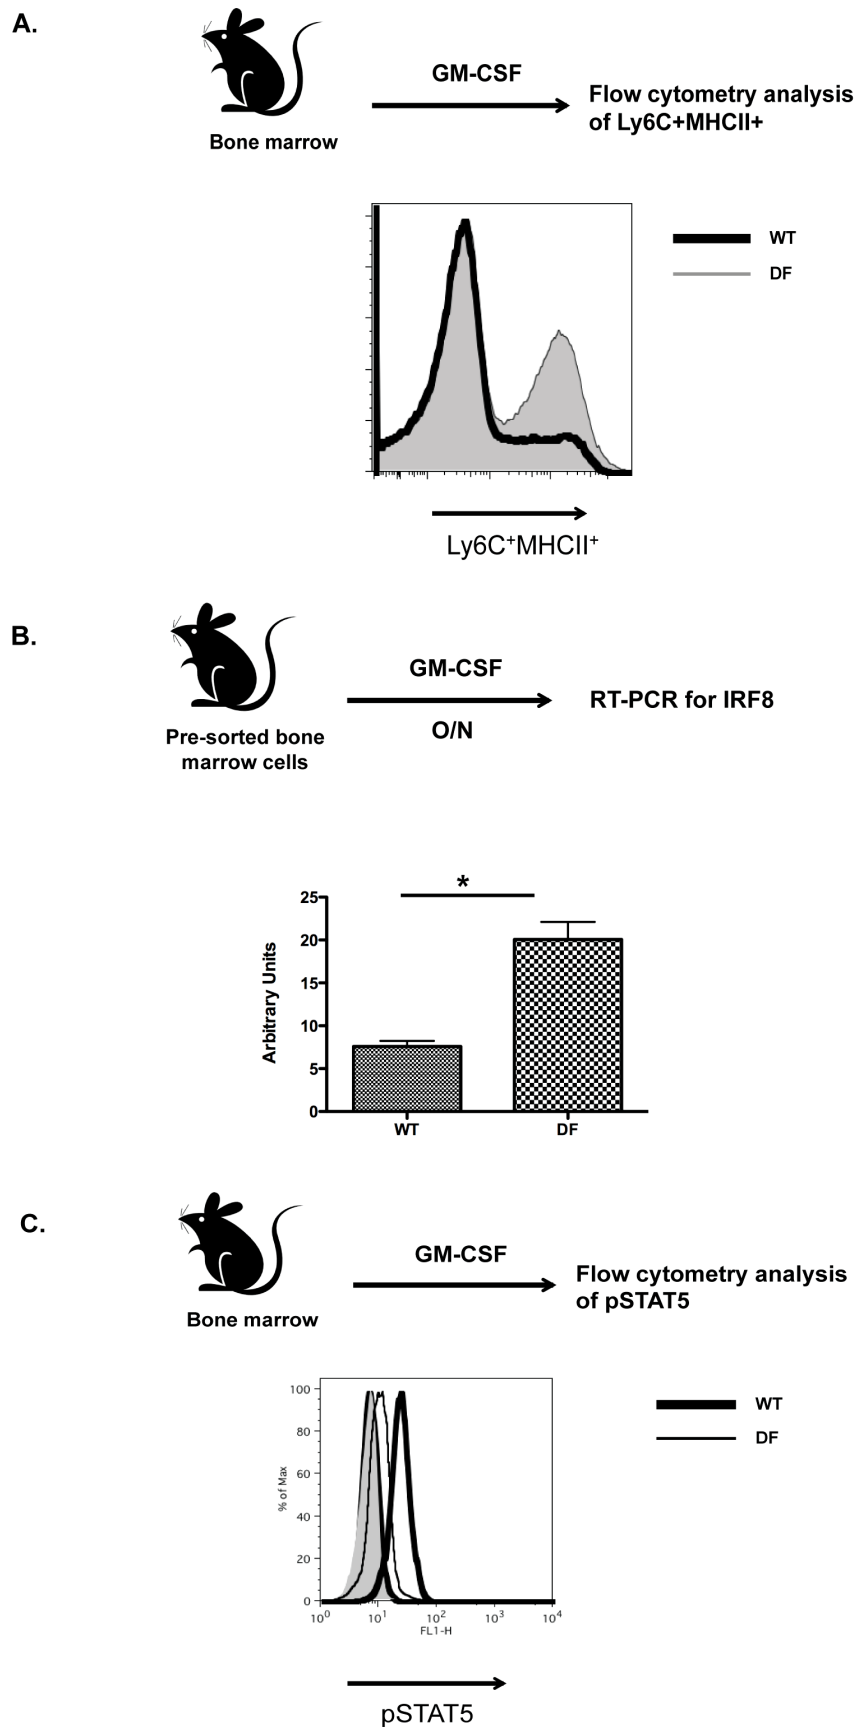 A.
GM-CSF
Flow cytometry analysis
of Ly6C+MHCII+
Bone marrow
WT
DF
Ly6C⁺MHCII⁺
B.
GM-CSF
O/N
RT-PCR for IRF8
Pre-sorted bone
marrow cells
*
25
20
15
10
5
0
Arbitrary Units
WT
DF
C.
GM-CSF
Flow cytometry analysis
of pSTAT5
Bone marrow
100
80
60
40
20
0
% of Max
10⁰
10¹
10²
10³
10⁴
FL1-H
WT
DF
pSTAT5